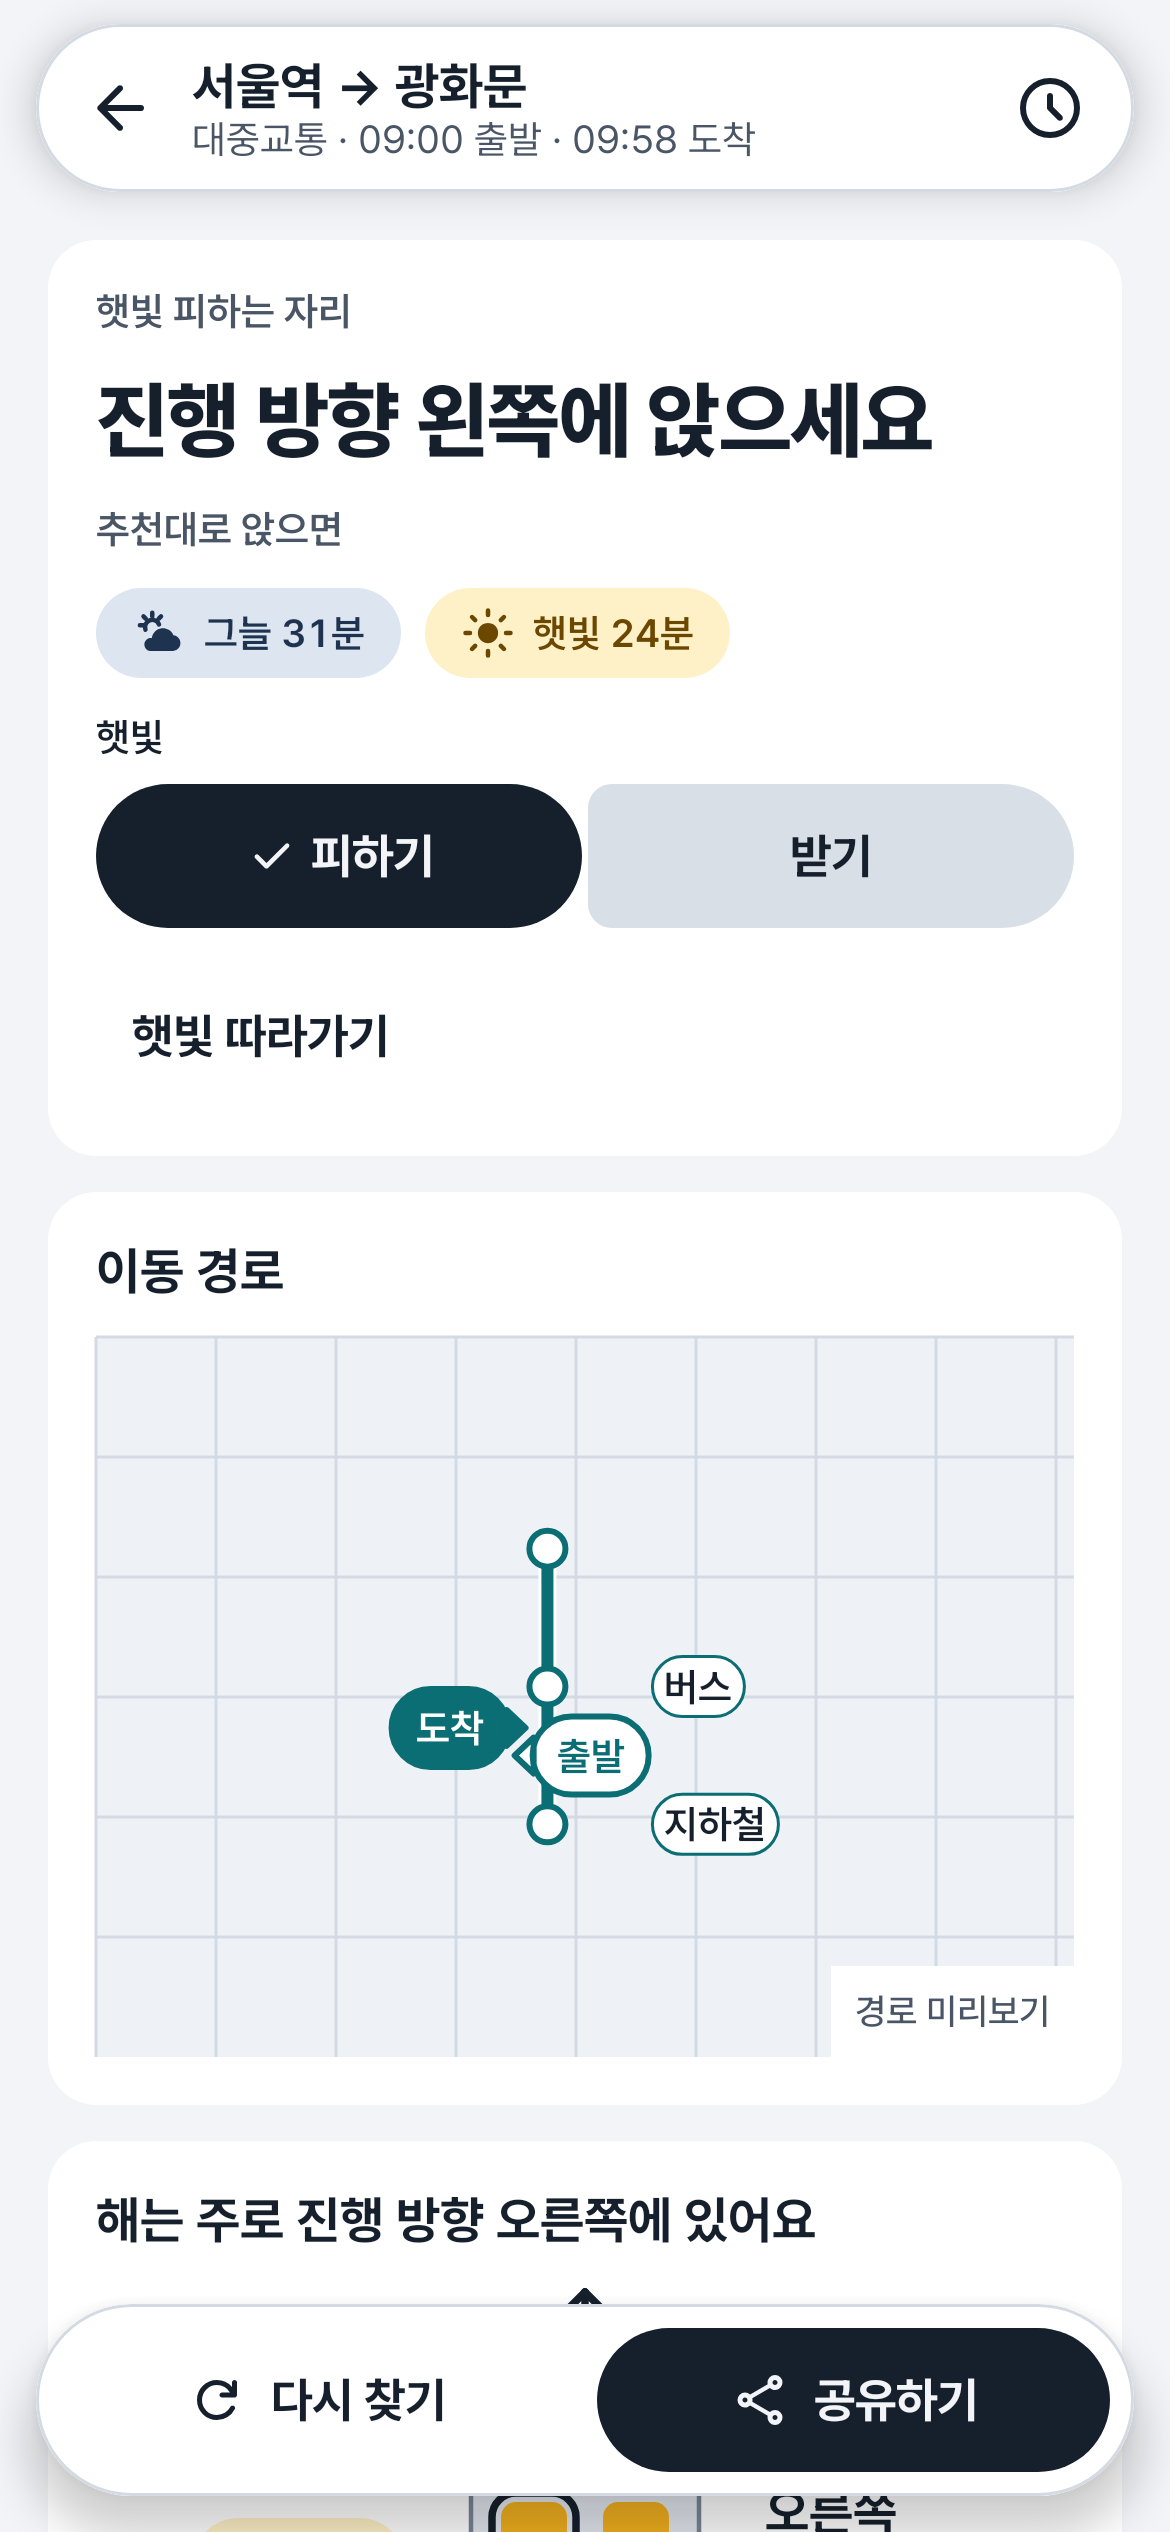 서울역 → 광화문
대중교통 · 09:00 출발 · 09:58 도착
햇빛 피하는 자리
진행 방향 왼쪽에 앉으세요
추천대로 앉으면
그늘 31분
햇빛 24분
햇빛
피하기
받기
햇빛 따라가기
이동 경로
버스
도착
출발
지하철
경로 미리보기
해는 주로 진행 방향 오른쪽에 있어요
다시 찾기
공유하기
오른쪽